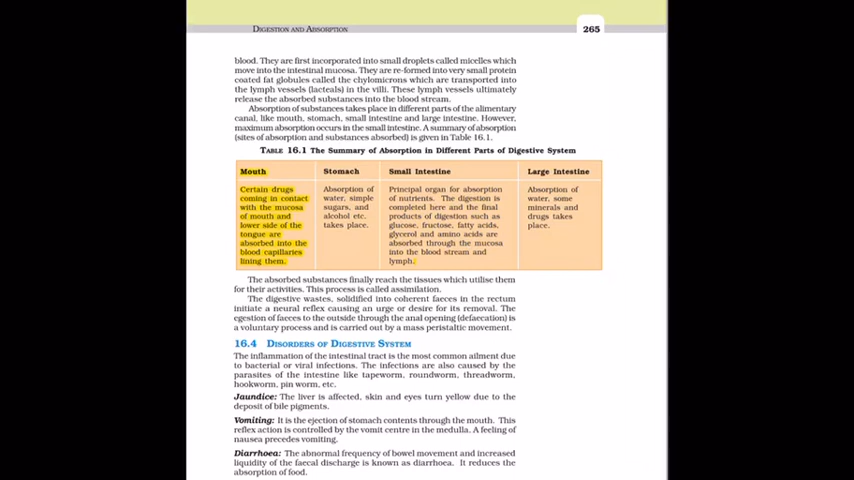 DIGESTION AND ABSORPTION
265
blood. They are first incorporated into small droplets called micelles which
move into the intestinal mucosa. They are re-formed into very small protein
coated fat globules called the chylomicrons which are transported into
the lymph vessels (lacteals) in the villi. These lymph vessels ultimately
release the absorbed substances into the blood stream.
Absorption of substances takes place in different parts of the alimentary
canal, like mouth, stomach, small intestine and large intestine. However,
maximum absorption occurs in the small intestine. A summary of absorption
(sites of absorption and substances absorbed) is given in Table 16.1.
TABLE 16.1 The Summary of Absorption in Different Parts of Digestive System
Mouth
Certain drugs
coming in contact
with the mucosa
of mouth and
lower side of the
tongue are
absorbed into the
blood capillaries
lining them.
Stomach
Absorption of
water, simple
sugars, and
alcohol etc.
takes place.
Small Intestine
Principal organ for absorption
of nutrients. The digestion is
completed here and the final
products of digestion such as
glucose, fructose, fatty acids,
glycerol and amino acids are
absorbed through the mucosa
into the blood stream and
lymph.
Large Intestine
Absorption of
water, some
minerals and
drugs takes
place.
The absorbed substances finally reach the tissues which utilise them
for their activities. This process is called assimilation.
The digestive wastes, solidified into coherent faeces in the rectum
initiate a neural reflex causing an urge or desire for its removal. The
egestion of faeces to the outside through the anal opening (defaecation) is
a voluntary process and is carried out by a mass peristaltic movement.
16.4 DISORDERS OF DIGESTIVE SYSTEM
The inflammation of the intestinal tract is the most common ailment due
to bacterial or viral infections. The infections are also caused by the
parasites of the intestine like tapeworm, roundworm, threadworm,
hookworm, pin worm, etc.
Jaundice: The liver is affected, skin and eyes turn yellow due to the
deposit of bile pigments.
Vomiting: It is the ejection of stomach contents through the mouth. This
reflex action is controlled by the vomit centre in the medulla. A feeling of
nausea precedes vomiting.
Diarrhoea: The abnormal frequency of bowel movement and increased
liquidity of the faecal discharge is known as diarrhoea. It reduces the
absorption of food.